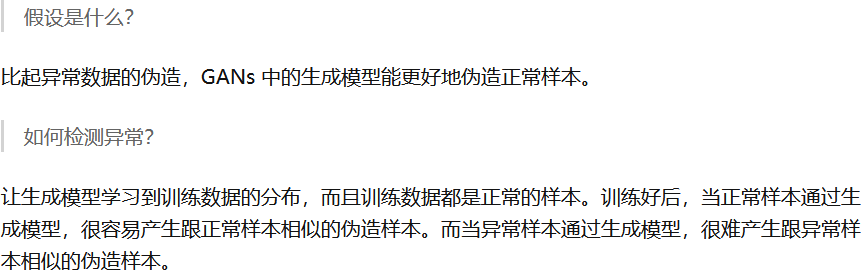 假设是什么？
比起异常数据的伪造，GANs 中的生成模型能更好地伪造正常样本。
如何检测异常？
让生成模型学习到训练数据的分布，而且训练数据都是正常的样本。训练好后，当正常样本通过生
成模型，很容易产生跟正常样本相似的伪造样本。而当异常样本通过生成模型，很难产生跟异常样
本相似的伪造样本。